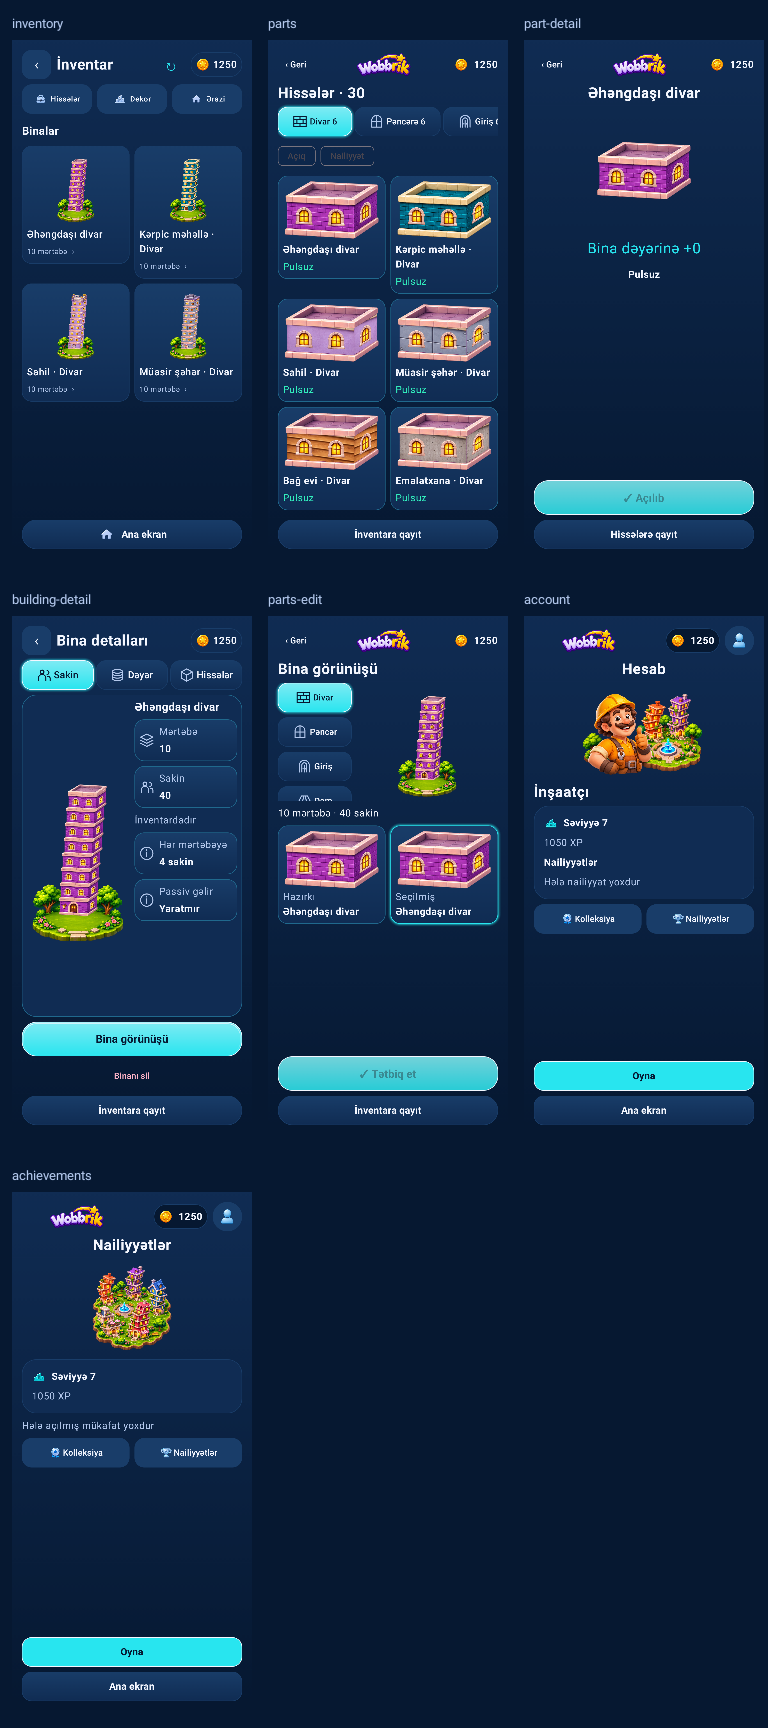 inventory
‹ İnventar ↻ 1250
Hissələr Dekor Ərazi
Binalar
Əhəngdaşı divar
10 mərtəbə ›
Kərpic məhəllə ·
Divar
10 mərtəbə ›
Sahil · Divar
10 mərtəbə ›
Müasir şəhər · Divar
10 mərtəbə ›
Ana ekran
parts
‹ Geri Wobbrik 1250
Hissələr · 30
Divar 6 Pəncərə 6 Giriş 6
Açıq Nailiyyət
Əhəngdaşı divar
Pulsuz
Kərpic məhəllə ·
Divar
Pulsuz
Sahil · Divar
Pulsuz
Müasir şəhər · Divar
Pulsuz
Bağ evi · Divar
Pulsuz
Emalatxana · Divar
Pulsuz
İnventara qayıt
part-detail
‹ Geri Wobbrik 1250
Əhəngdaşı divar
Bina dəyərinə +0
Pulsuz
✓ Açılıb
Hissələrə qayıt
building-detail
‹ Bina detalları 1250
Sakin Dəyər Hissələr
Əhəngdaşı divar
Mərtəbə
10
Sakin
40
İnventardadır
Hər mərtəbəyə
4 sakin
Passiv gəlir
Yaratmır
Bina görünüşü
Binanı sil
İnventara qayıt
parts-edit
‹ Geri Wobbrik 1250
Bina görünüşü
Divar
Pəncər
Giriş
10 mərtəbə · 40 sakin
Hazırkı
Əhəngdaşı divar
Seçilmiş
Əhəngdaşı divar
✓ Tətbiq et
İnventara qayıt
account
Wobbrik 1250
Hesab
İnşaatçı
Səviyyə 7
1050 XP
Nailiyyətlər
Hələ nailiyyət yoxdur
Kolleksiya Nailiyyətlər
Oyna
Ana ekran
achievements
Wobbrik 1250
Nailiyyətlər
Səviyyə 7
1050 XP
Hələ açılmış mükafat yoxdur
Kolleksiya Nailiyyətlər
Oyna
Ana ekran